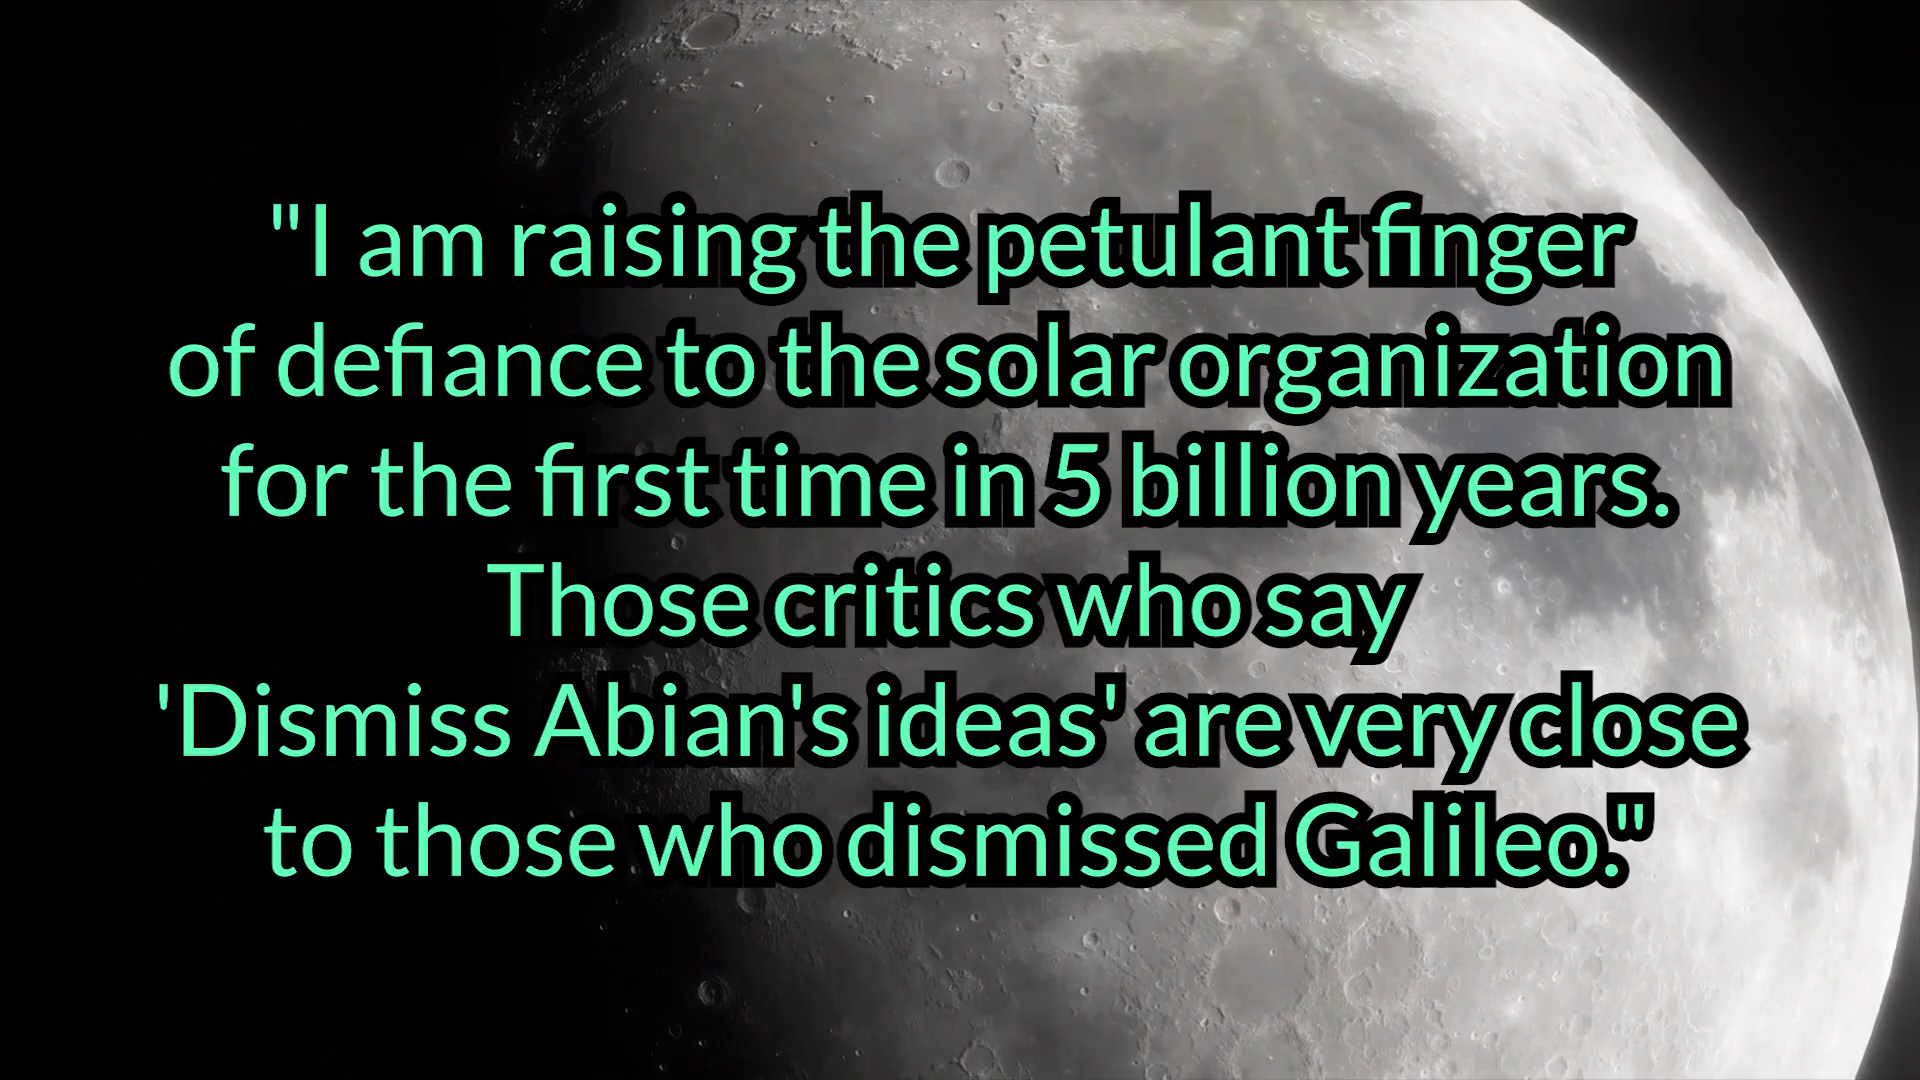 "I am raising the petulant finger
of defiance to the solar organization
for the first time in 5 billion years.
Those critics who say
'Dismiss Abian's ideas' are very close
to those who dismissed Galileo."